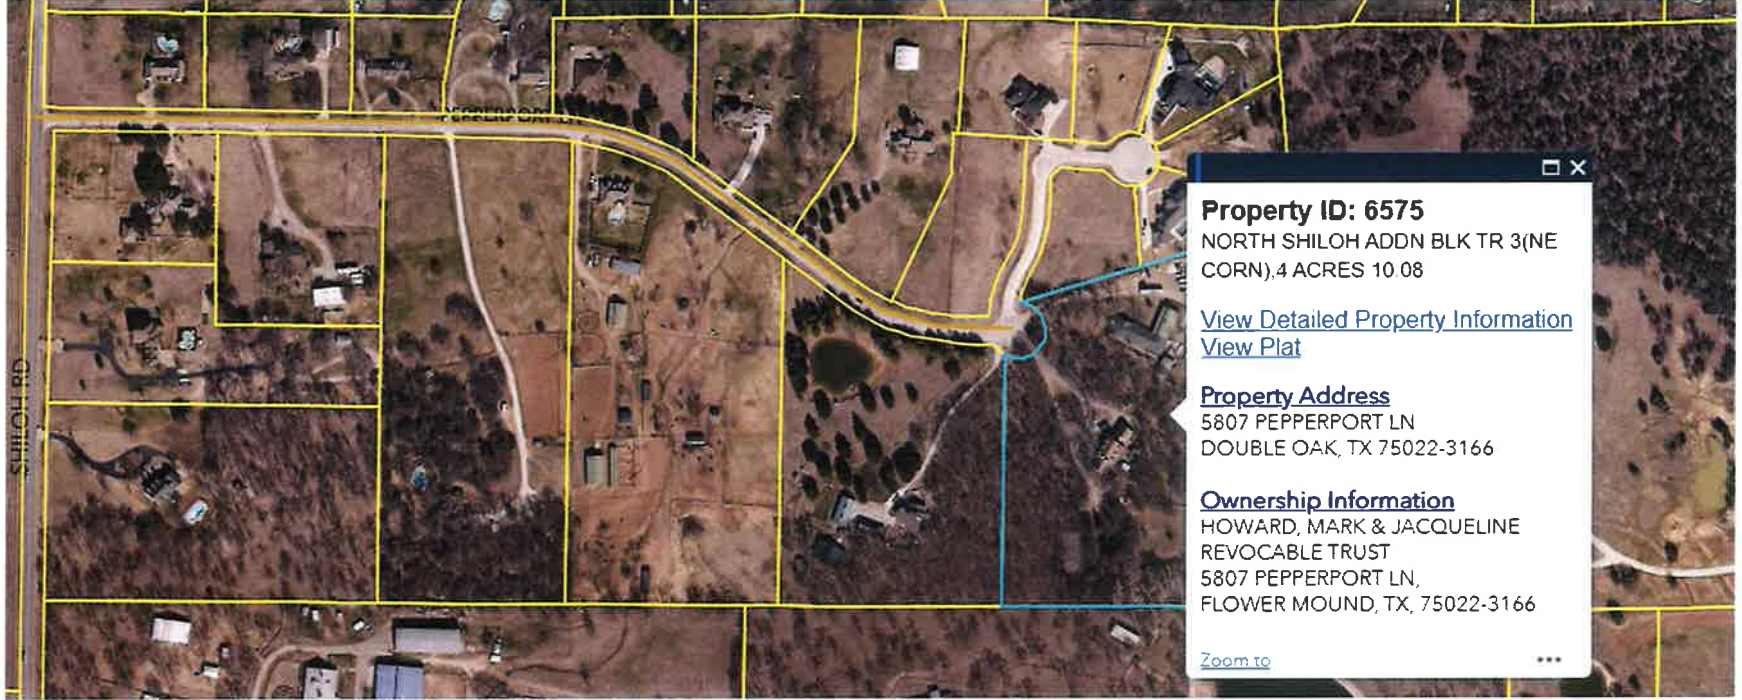 PEPPERPORT
SHILOH RD
Property ID: 6575
NORTH SHILOH ADDN BLK TR 3(NE
CORN),4 ACRES 10.08
View Detailed Property Information
View Plat
Property Address
5807 PEPPERPORT LN
DOUBLE OAK, TX 75022-3166
Ownership Information
HOWARD, MARK & JACQUELINE
REVOCABLE TRUST
5807 PEPPERPORT LN,
FLOWER MOUND, TX, 75022-3166
Zoom to